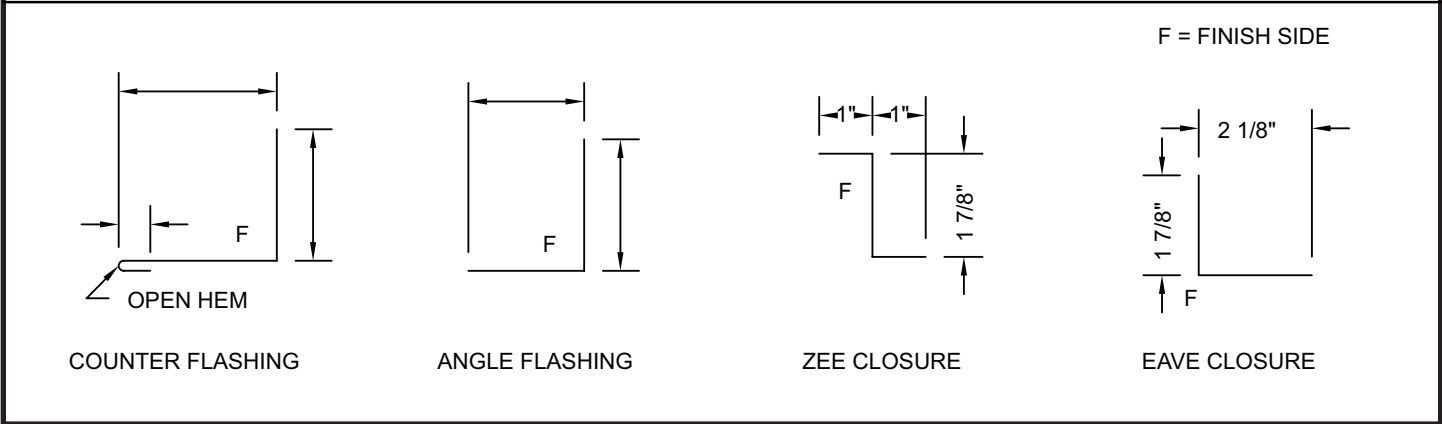 F = FINISH SIDE
F
OPEN HEM
COUNTER FLASHING
F
ANGLE FLASHING
1" 1"
F
1 7/8"
ZEE CLOSURE
2 1/8"
1 7/8"
F
EAVE CLOSURE